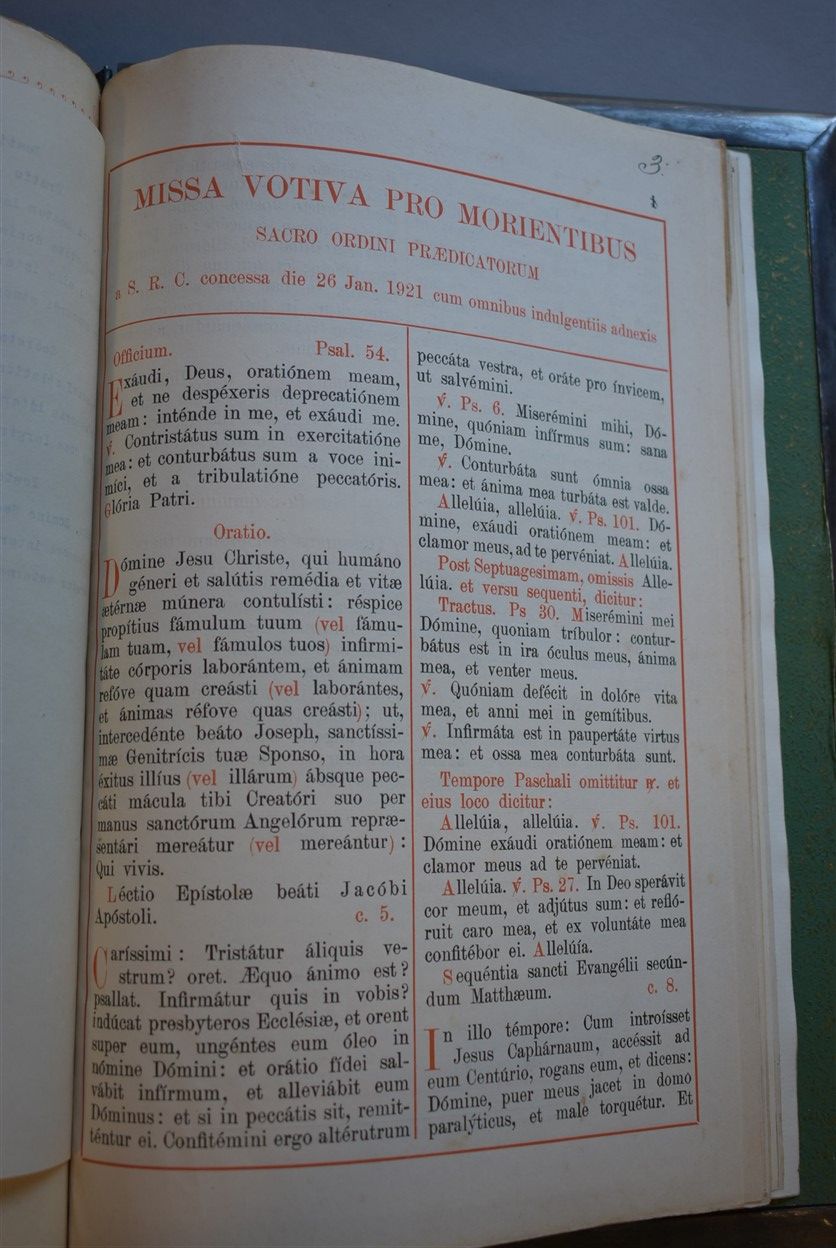 3.
1
MISSA VOTIVA PRO MORIENTIBUS
SACRO ORDINI PRÆDICATORUM
a S. R. C. concessa die 26 Jan. 1921 cum omnibus indulgentiis adnexis
Officium. Psal. 54.
Exáudi, Deus, oratiónem meam,
et ne despéxeris deprecatiónem
meam: inténde in me, et exáudi me.
℣. Contristátus sum in exercitatióne
mea: et conturbátus sum a voce ini-
míci, et a tribulatióne peccatóris.
Glória Patri.
Oratio.
Dómine Jesu Christe, qui humáno
géneri et salútis remédia et vitæ
ætérnæ múnera contulísti: réspice
propítius fámulum tuum (vel fámu-
lam tuam, vel fámulos tuos) infirmi-
táte córporis laborántem, et ánimam
refóve quam creásti (vel laborántes,
et ánimas réfove quas creásti); ut,
intercedénte beáto Joseph, sanctíssi-
mæ Genitrícis tuæ Sponso, in hora
éxitus illíus (vel illárum) ábsque pec-
cáti mácula tibi Creatóri suo per
manus sanctórum Angelórum repræ-
sentári mereátur (vel mereántur):
Qui vivis.
Léctio Epístolæ beáti Jacóbi
Apóstoli. c. 5.
Caríssimi: Tristátur áliquis ve-
strum? oret. Æquo ánimo est?
psallat. Infirmátur quis in vobis?
indúcat presbyteros Ecclésiæ, et orent
super eum, ungéntes eum óleo in
nómine Dómini: et orátio fídei sal-
vábit infírmum, et alleviábit eum
Dóminus: et si in peccátis sit, remit-
téntur ei. Confitémini ergo altérutrum
peccáta vestra, et oráte pro ínvicem,
ut salvémini.
℣. Ps. 6. Miserémini mihi, Dó-
mine, quóniam infírmus sum: sana
me, Dómine.
℣. Conturbáta sunt ómnia ossa
mea: et ánima mea turbáta est valde.
Allelúia, allelúia. ℣. Ps. 101. Dó-
mine, exáudi oratiónem meam: et
clamor meus, ad te pervéniat. Allelúia.
Post Septuagesimam, omissis Alle-
lúia. et versu sequenti, dicitur:
Tractus. Ps 30. Miserémini mei
Dómine, quoniam tríbulor: contur-
bátus est in ira óculus meus, ánima
mea, et venter meus.
℣. Quóniam defécit in dolóre vita
mea, et anni mei in gemítibus.
℣. Infirmáta est in paupertáte virtus
mea: et ossa mea conturbáta sunt.
Tempore Paschali omittitur ℟. et
eius loco dicitur:
Allelúia, allelúia. ℣. Ps. 101.
Dómine exáudi oratiónem meam: et
clamor meus ad te pervéniat.
Allelúia. ℣. Ps. 27. In Deo sperávit
cor meum, et adjútus sum: et refló-
ruit caro mea, et ex voluntáte mea
confitébor ei. Allelúía.
Sequéntia sancti Evangélii secún-
dum Matthæum. c. 8.
In illo témpore: Cum introísset
Jesus Caphárnaum, accéssit ad
eum Centúrio, rogans eum, et dicens:
Dómine, puer meus jacet in domo
paralýticus, et male torquétur. Et